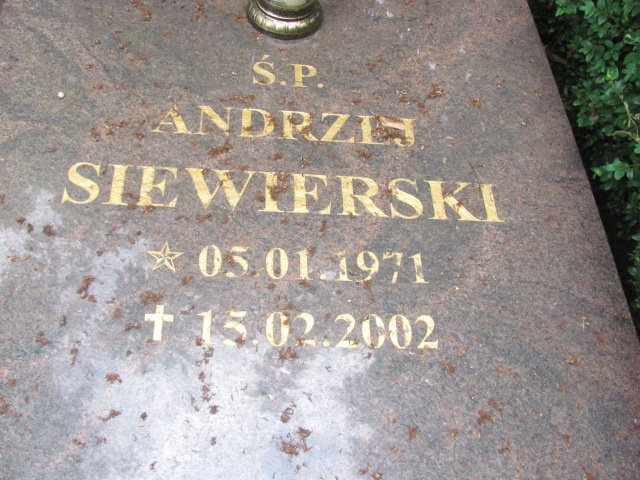 Ś.P.
ANDRZEJ
SIEWIERSKI
05.01.1971
15.02.2002